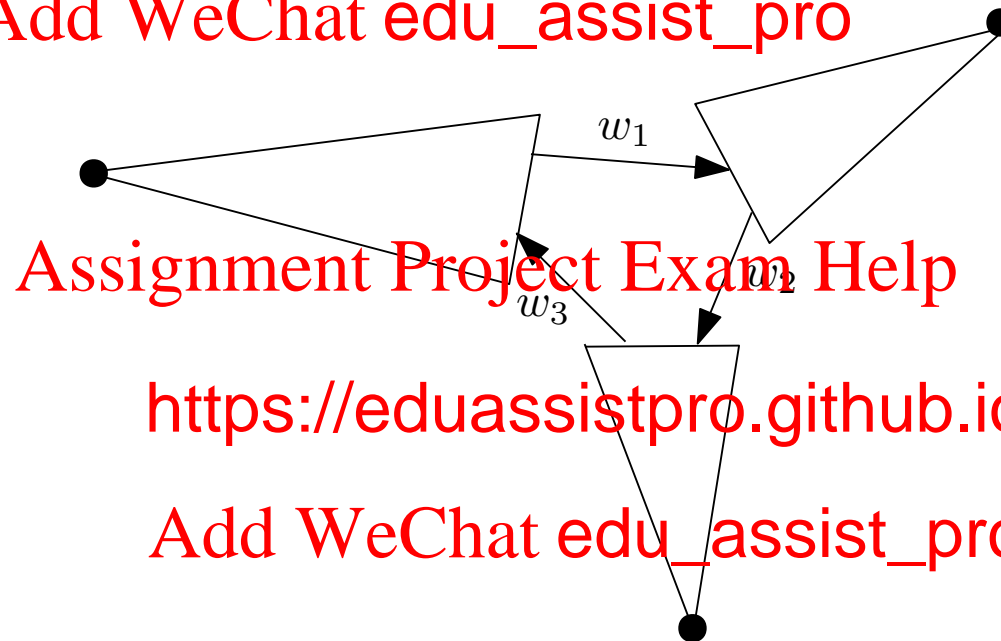 Add WeChat edu_assist_pro
w1
Assignment Project Exam Help
w2
w3
https://eduassistpro.github.io
Add WeChat edu_assist_pro